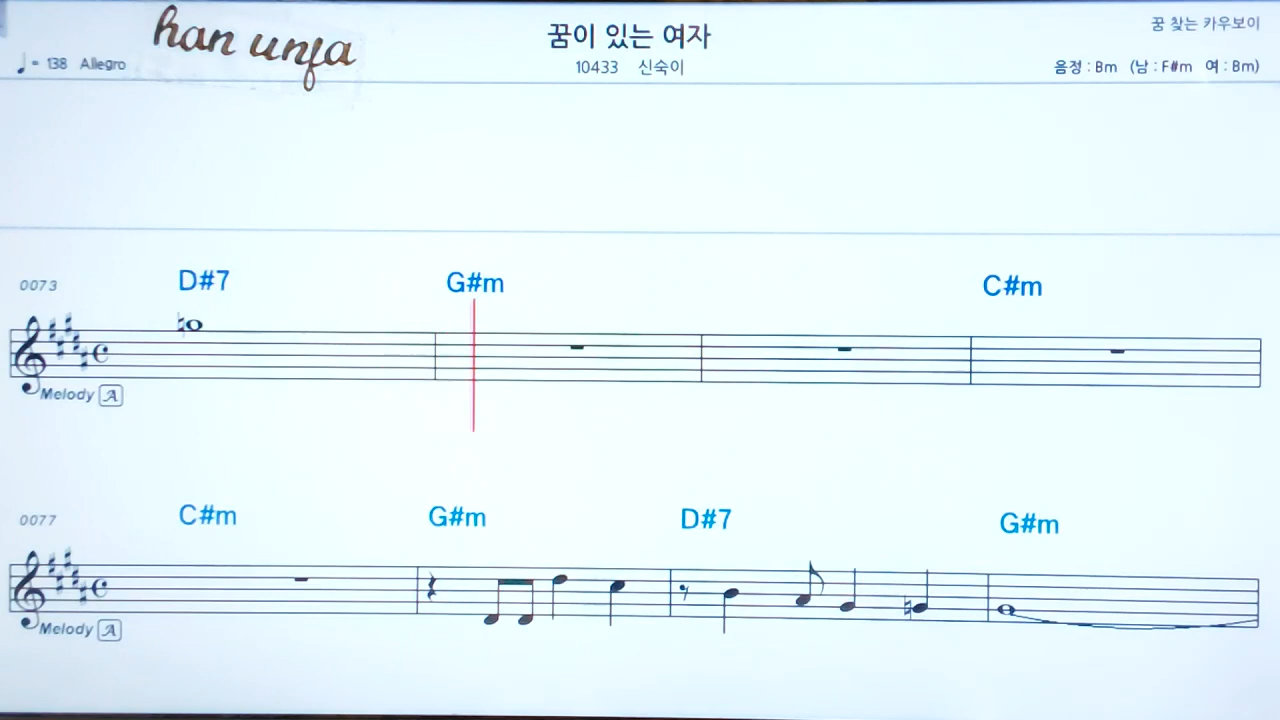 han unfa
꿈이 있는 여자
꿈 찾는 카우보이
♩= 138 Allegro
10433 신숙이
음정 : Bm (남 : F#m 여 : Bm)
0073 D#7 G#m C#m
Melody A
0077 C#m G#m D#7 G#m
Melody A